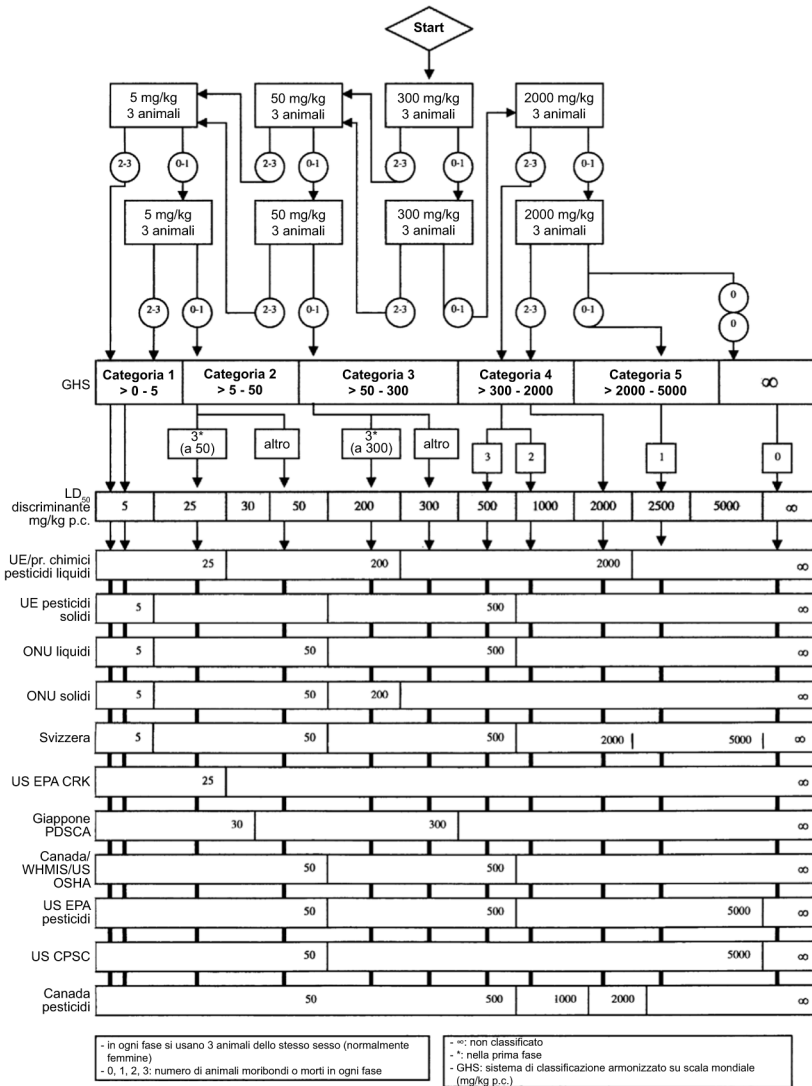 Start
5 mg/kg
3 animali
50 mg/kg
3 animali
300 mg/kg
3 animali
2000 mg/kg
3 animali
2-3
0-1
2-3
0-1
2-3
0-1
2-3
0-1
5 mg/kg
3 animali
50 mg/kg
3 animali
300 mg/kg
3 animali
2000 mg/kg
3 animali
0
2-3
0-1
2-3
0-1
2-3
0-1
2-3
0-1
0
GHS
Categoria 1
> 0 - 5
Categoria 2
> 5 - 50
Categoria 3
> 50 - 300
Categoria 4
> 300 - 2000
Categoria 5
> 2000 - 5000
∞
3*
(a 50)
altro
3*
(a 300)
altro
3
2
1
0
LD50
discriminante
mg/kg p.c.
5 25 30 50 200 300 500 1000 2000 2500 5000 ∞
UE/pr. chimici
pesticidi liquidi
25 200 2000 ∞
UE pesticidi
solidi
5 500 ∞
ONU liquidi
5 50 500 ∞
ONU solidi
5 50 200 ∞
Svizzera
5 50 500 2000 5000 ∞
US EPA CRK
25 ∞
Giappone
PDSCA
30 300 ∞
Canada/
WHMIS/US
OSHA
50 500 ∞
US EPA
pesticidi
50 500 5000 ∞
US CPSC
50 5000 ∞
Canada
pesticidi
50 500 1000 2000 ∞
- in ogni fase si usano 3 animali dello stesso sesso (normalmente
femmine)
- 0, 1, 2, 3: numero di animali moribondi o morti in ogni fase
- ∞: non classificato
- *: nella prima fase
- GHS: sistema di classificazione armonizzato su scala mondiale
(mg/kg p.c.)